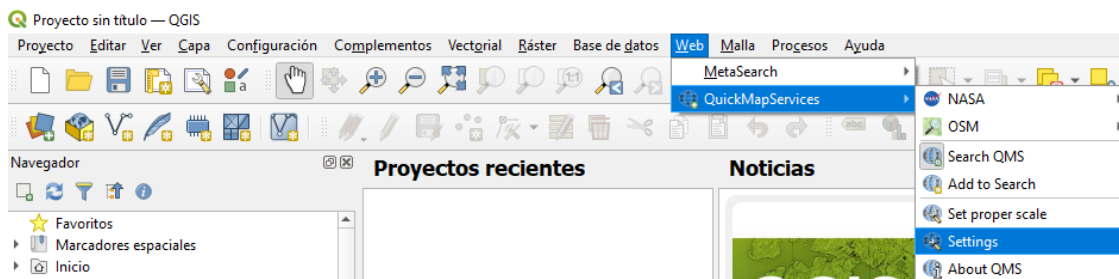 Proyecto sin título — QGIS
Proyecto Editar Ver Capa Configuración Complementos Vectorial Ráster Base de datos Web Malla Procesos Ayuda
MetaSearch
QuickMapServices
NASA
OSM
Search QMS
Add to Search
Set proper scale
Settings
About QMS
abc
Navegador
Favoritos
Marcadores espaciales
Inicio
Proyectos recientes
Noticias